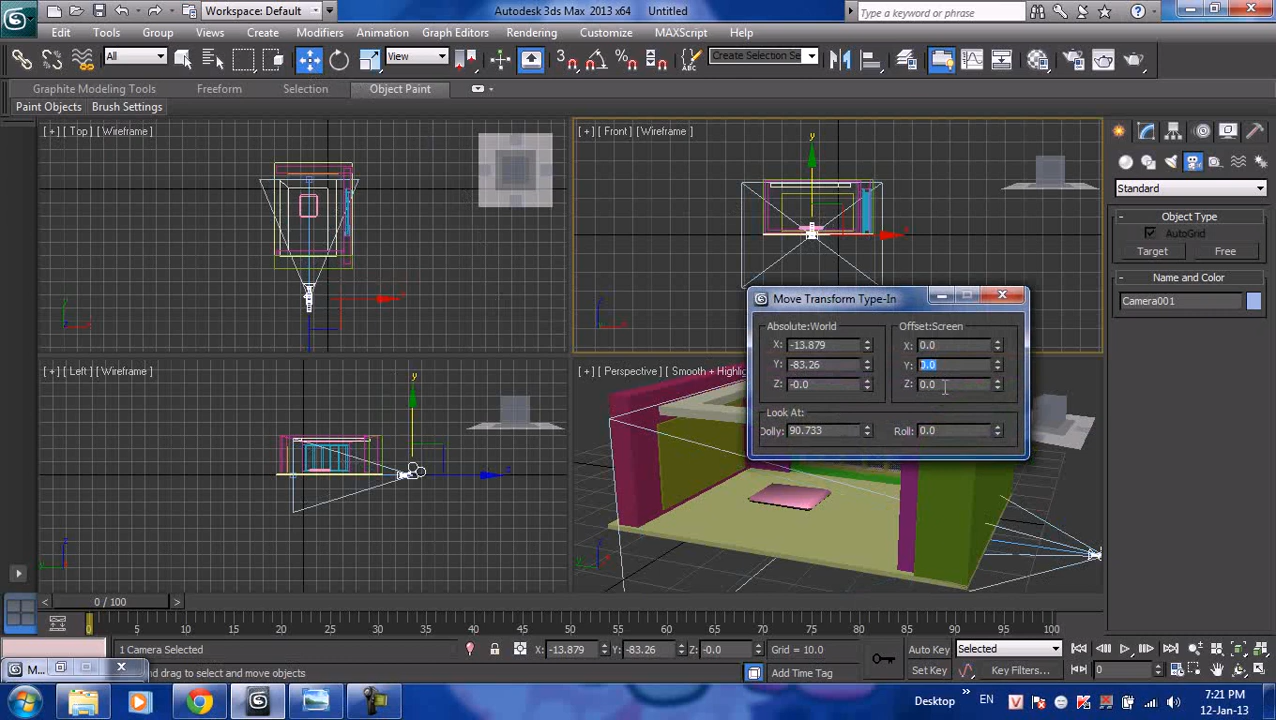 Workspace: Default
Autodesk 3ds Max 2013 x64 Untitled
Type a keyword or phrase
Edit Tools Group Views Create Modifiers Animation Graph Editors Rendering Customize MAXScript Help
All
View
Create Selection Se
Graphite Modeling Tools Freeform Selection Object Paint
Paint Objects Brush Settings
[ + ] [ Top ] [ Wireframe ]
[ + ] [ Front ] [ Wireframe ]
Standard
Object Type
AutoGrid
Target Free
Name and Color
Camera001
Move Transform Type-In
Absolute:World
X: -13.879
Y: -83.26
Z: -0.0
Offset:Screen
X: 0.0
Y: 0.0
Z: 0.0
Look At:
Dolly: 90.733
Roll: 0.0
[ + ] [ Left ] [ Wireframe ]
[ + ] [ Perspective ] [ Smooth + Highlig
0 / 100
0 5 10 15 20 25 30 35 40 45 50 55 60 65 70 75 80 85 90 95 100
1 Camera Selected
X: -13.879 Y: -83.26 Z: -0.0 Grid = 10.0
Auto Key Selected
M...
and drag to select and move objects
Add Time Tag
Set Key Key Filters...
0
Desktop
EN
7:21 PM
12-Jan-13